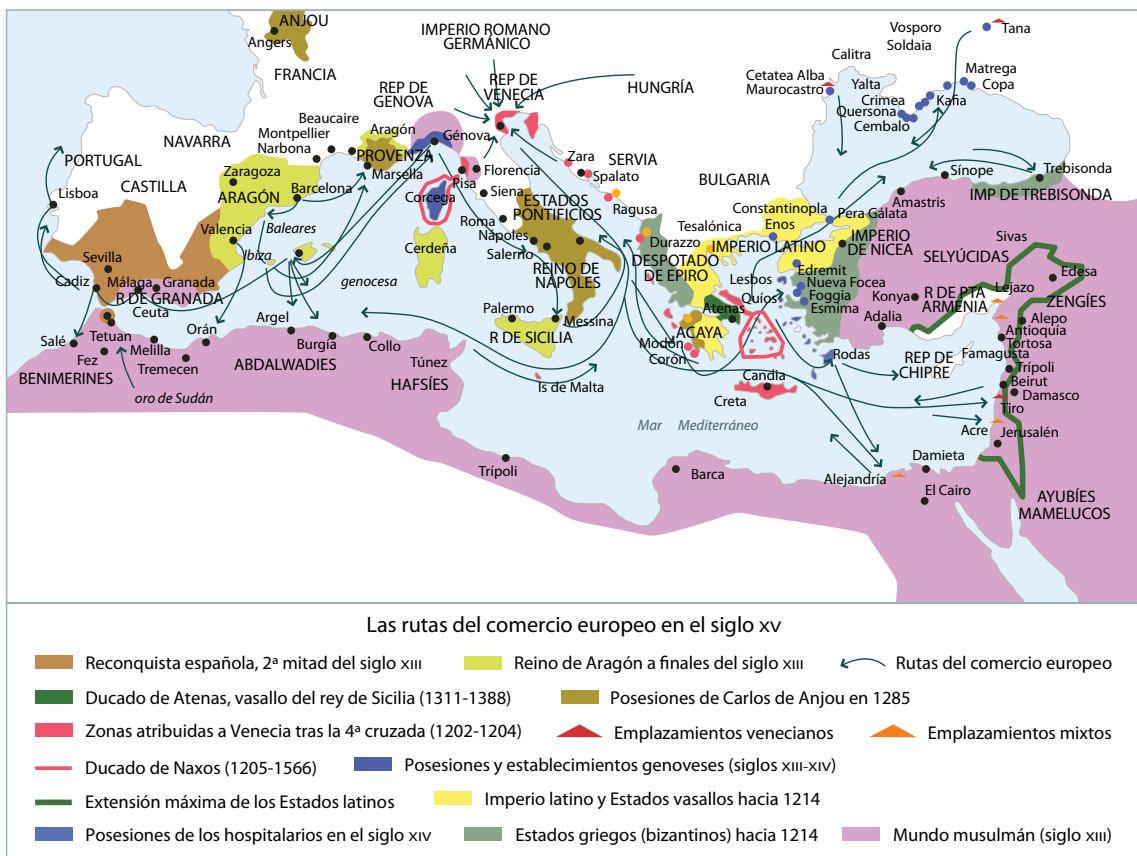 ANJOU
Angers
FRANCIA
IMPERIO ROMANO
GERMÁNICO
REP DE
VENECIA
REP DE
GENOVA
HUNGRÍA
Vosporo
Soldaia
Tana
Calitra
Cetatea Alba
Maurocastro
Yalta
Crimea
Quersona
Cembalo
Kafia
Matrega
Copa
NAVARRA
Beaucaire
Montpellier
Narbona
Aragón
PROVENZA
Marsella
Génova
PORTUGAL
Lisboa
CASTILLA
Zaragoza
ARAGÓN
Barcelona
Valencia
Baleares
Ibiza
genocesa
Pisa
Florencia
Siena
Corcega
Cerdeña
ESTADOS
PONTIFICIOS
Roma
Nápoles
Salerno
REINO DE
NÁPOLES
Zara
Spalato
SERVIA
Ragusa
BULGARIA
Tesalónica
Durazzo
DESPOTADO
DE EPIRO
Constantinopla
Enos
IMPERIO LATINO
Pera Galata
IMPERIO
DE NICEA
Amastris
Sínope
Trebisonda
IMP DE TREBISONDA
Sivas
SELYÚCIDAS
Edesa
Lejazo
ZENGÍES
Konya
R DE PTA
ARMENIA
Adalia
Alepo
Antioquía
Tortosa
Famagusta
REP DE
CHIPRE
Trípoli
Beirut
Damasco
Tiro
Acre
Jerusalén
Lesbos
Edremit
Nueva Focea
Foggia
Esmima
Quíos
Atenas
ACAYA
Modón
Corón
Rodas
Candia
Creta
Sevilla
Cadiz
Málaga
Granada
R DE GRANADA
Ceuta
Tetuan
Salé
Fez
Melilla
Tremecen
Orán
Argel
Burgia
Collo
BENIMERINES
ABDALWADIES
Túnez
HAFSÍES
oro de Sudán
Palermo
Messina
R DE SICILIA
Is de Malta
Mar Mediterráneo
Trípoli
Barca
Alejandría
Damieta
El Cairo
AYUBÍES
MAMELUCOS
Las rutas del comercio europeo en el siglo XV
Reconquista española, 2ª mitad del siglo XIII
Reino de Aragón a finales del siglo XIII
Rutas del comercio europeo
Ducado de Atenas, vasallo del rey de Sicilia (1311-1388)
Posesiones de Carlos de Anjou en 1285
Zonas atribuidas a Venecia tras la 4ª cruzada (1202-1204)
Emplazamientos venecianos
Emplazamientos mixtos
Ducado de Naxos (1205-1566)
Posesiones y establecimientos genoveses (siglos XIII-XIV)
Extensión máxima de los Estados latinos
Imperio latino y Estados vasallos hacia 1214
Posesiones de los hospitalarios en el siglo XIV
Estados griegos (bizantinos) hacia 1214
Mundo musulmán (siglo XIII)